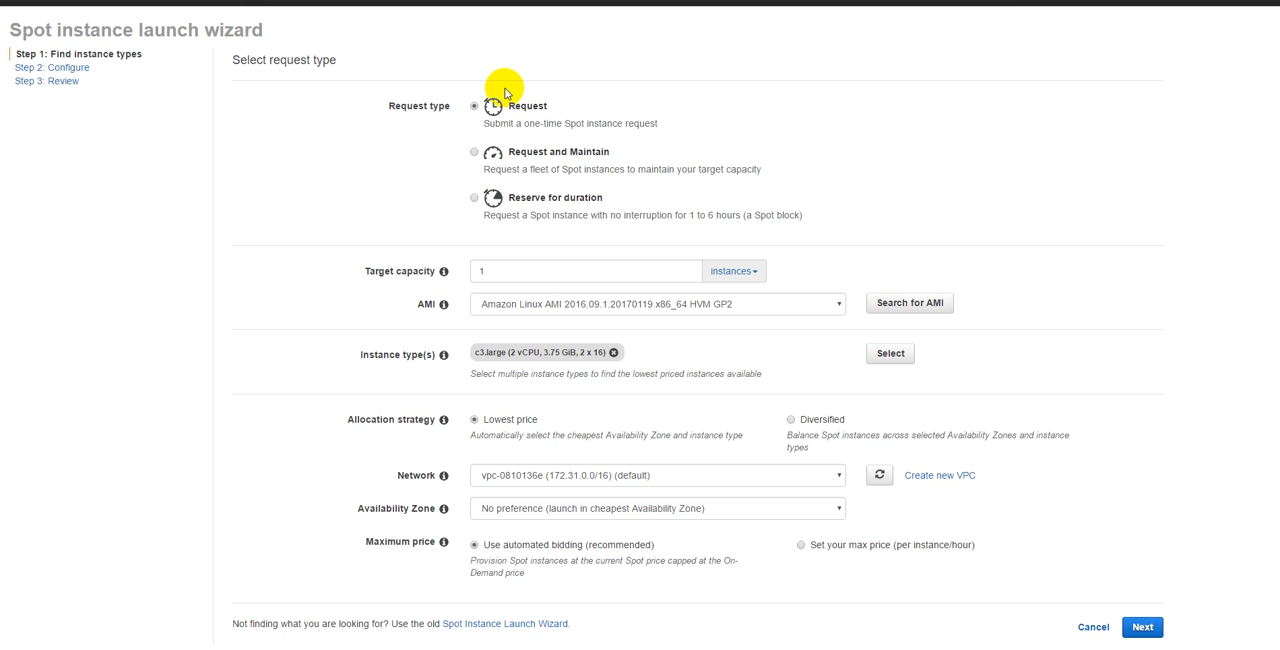 Spot instance launch wizard
Step 1: Find instance types
Step 2: Configure
Step 3: Review
Select request type
Request type
Request
Submit a one-time Spot instance request
Request and Maintain
Request a fleet of Spot instances to maintain your target capacity
Reserve for duration
Request a Spot instance with no interruption for 1 to 6 hours (a Spot block)
Target capacity
1
instances
AMI
Amazon Linux AMI 2016.09.1.20170119 x86_64 HVM GP2
Search for AMI
Instance type(s)
c3.large (2 vCPU, 3.75 GiB, 2 x 16)
Select
Select multiple instance types to find the lowest priced instances available
Allocation strategy
Lowest price
Automatically select the cheapest Availability Zone and instance type
Diversified
Balance Spot instances across selected Availability Zones and instance
types
Network
vpc-0810136e (172.31.0.0/16) (default)
Create new VPC
Availability Zone
No preference (launch in cheapest Availability Zone)
Maximum price
Use automated bidding (recommended)
Provision Spot instances at the current Spot price capped at the On-
Demand price
Set your max price (per instance/hour)
Not finding what you are looking for? Use the old Spot Instance Launch Wizard.
Cancel
Next